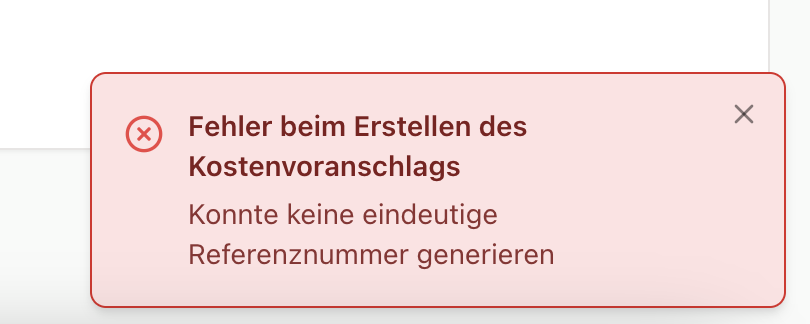 Fehler beim Erstellen des
Kostenvoranschlags
Konnte keine eindeutige
Referenznummer generieren